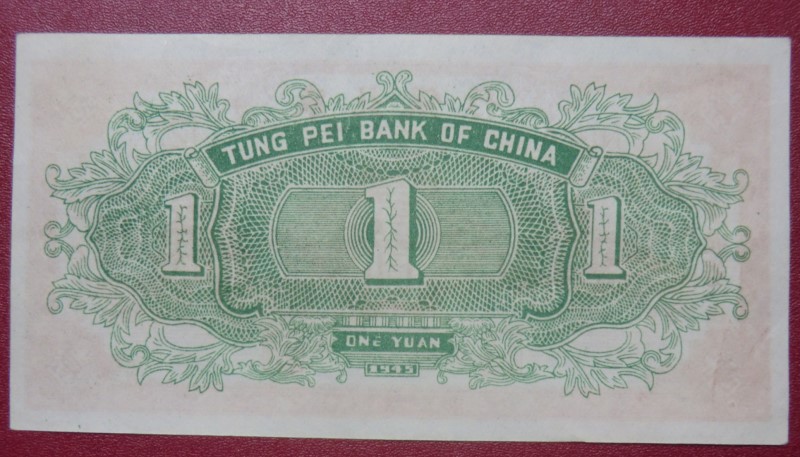 TUNG PEI BANK OF CHINA
1 1 1
ONE YUAN